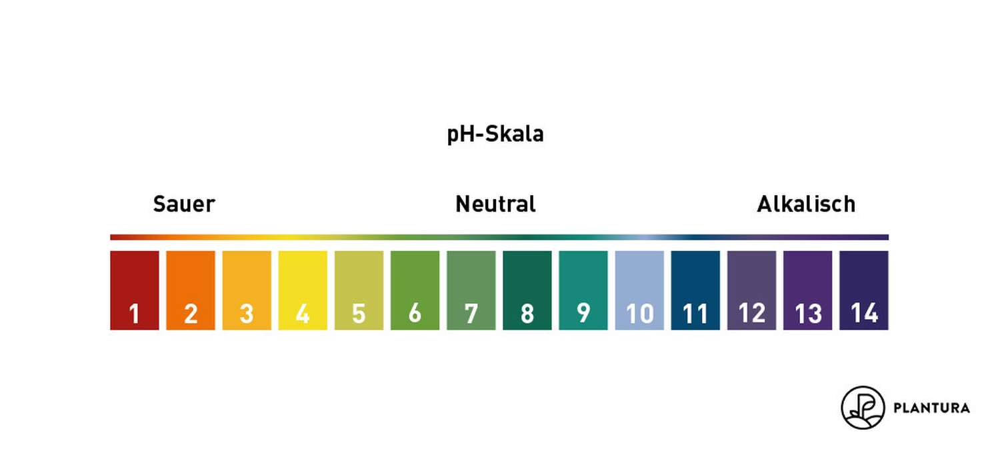 pH-Skala
Sauer Neutral Alkalisch
1 2 3 4 5 6 7 8 9 10 11 12 13 14
PLANTURA